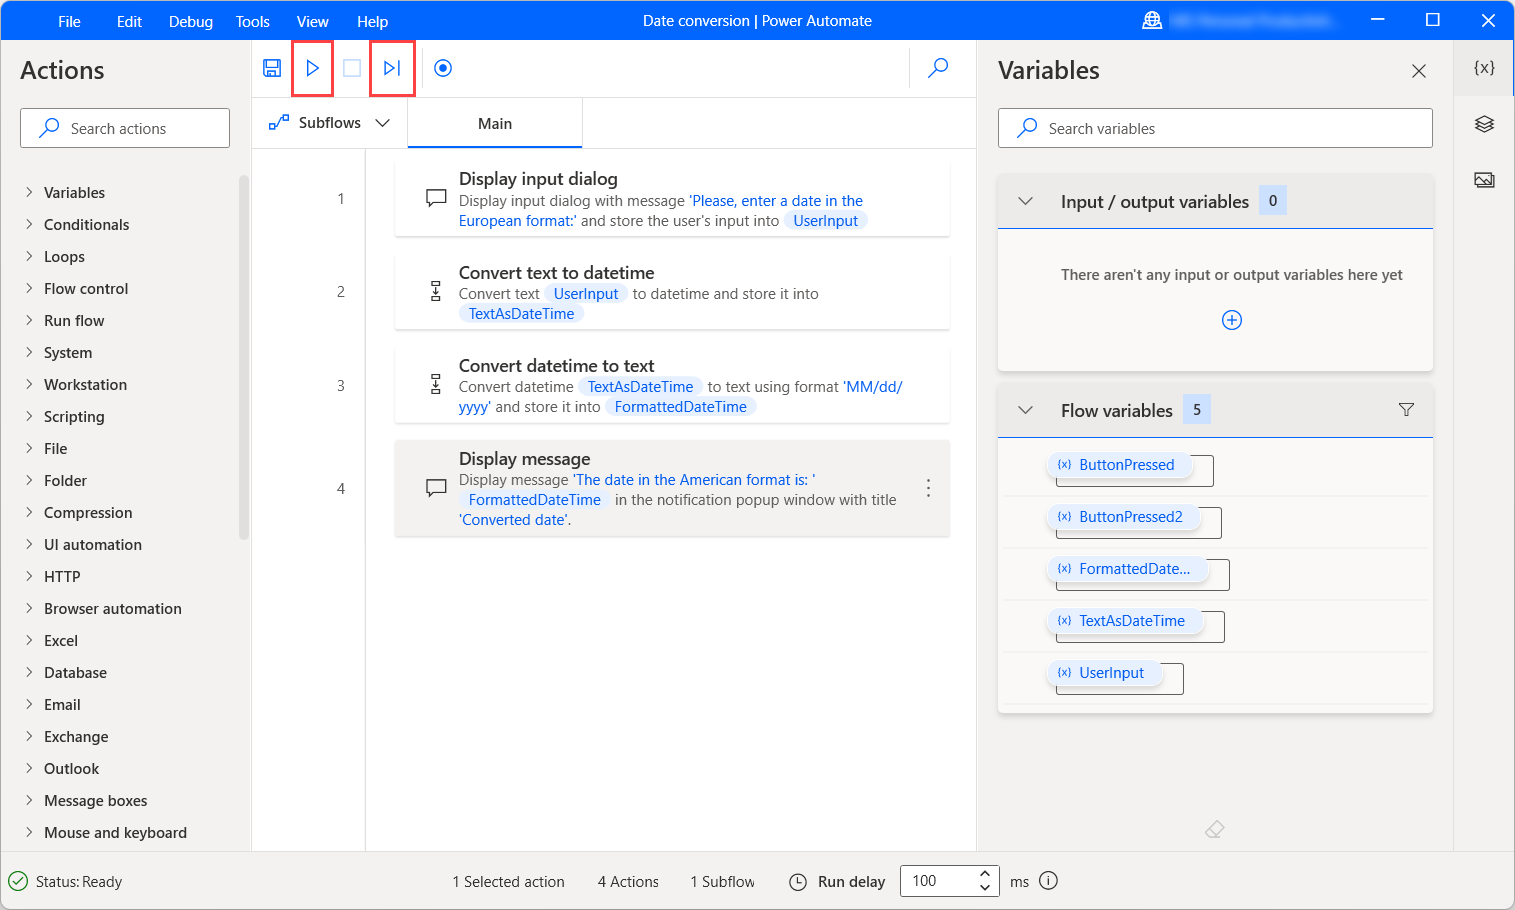 File Edit Debug Tools View Help Date conversion | Power Automate
Actions
Search actions
Variables
Conditionals
Loops
Flow control
Run flow
System
Workstation
Scripting
File
Folder
Compression
UI automation
HTTP
Browser automation
Excel
Database
Email
Exchange
Outlook
Message boxes
Mouse and keyboard
Subflows
Main
1
Display input dialog
Display input dialog with message 'Please, enter a date in the
European format:' and store the user's input into UserInput
2
Convert text to datetime
Convert text UserInput to datetime and store it into
TextAsDateTime
3
Convert datetime to text
Convert datetime TextAsDateTime to text using format 'MM/dd/
yyyy' and store it into FormattedDateTime
4
Display message
Display message 'The date in the American format is: '
FormattedDateTime in the notification popup window with title
'Converted date'.
Variables
{x}
Search variables
Input / output variables 0
There aren't any input or output variables here yet
Flow variables 5
{x} ButtonPressed
{x} ButtonPressed2
{x} FormattedDate...
{x} TextAsDateTime
{x} UserInput
Status: Ready 1 Selected action 4 Actions 1 Subflow Run delay 100 ms